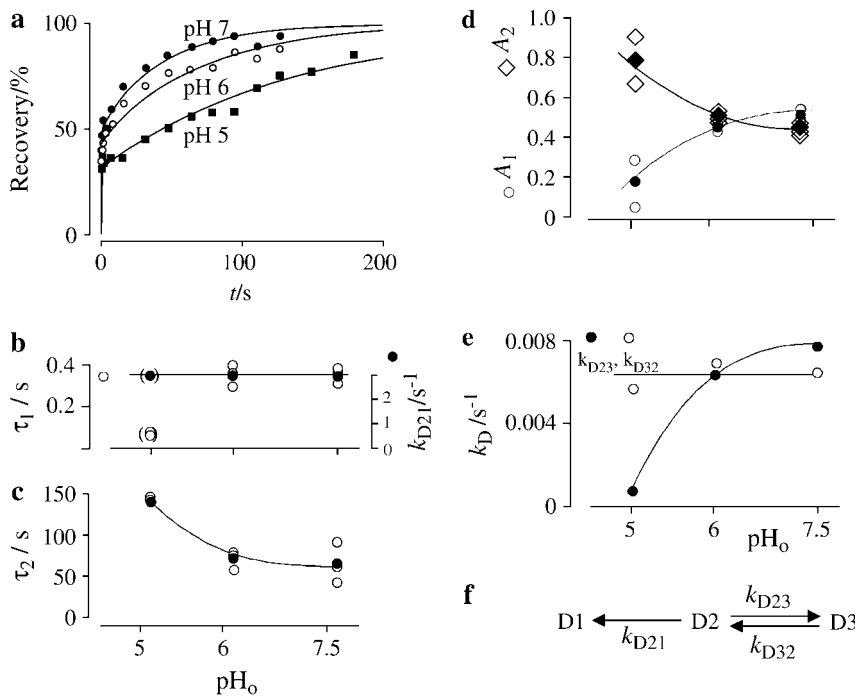 a
100
50
0
Recovery/%
pH 7
pH 6
pH 5
0
100
200
t/s
b
0.4
0.2
τ1 / s
2
1
0
kD21/s-1
c
150
100
50
0
τ2 / s
5
6
7.5
pHo
d
1.0
0.8
0.6
0.4
0.2
0
A1
A2
e
0.008
0.004
0
kD23, kD32
kD /s-1
5
6
7.5
pHo
f
kD23
D1
D2
D3
kD21
kD32